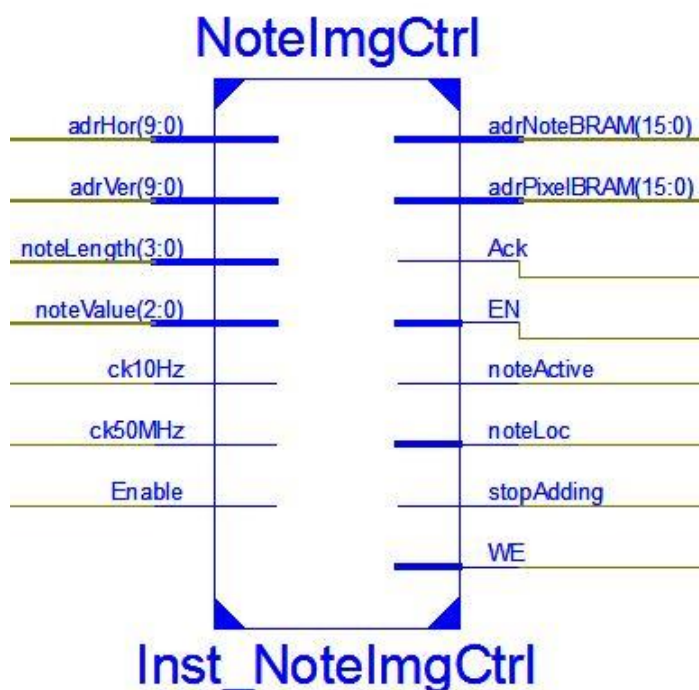 NoteImgCtrl
adrHor(9:0) adrNoteBRAM(15:0)
adrVer(9:0) adrPixelBRAM(15:0)
noteLength(3:0) Ack
noteValue(2:0) EN
ck10Hz noteActive
ck50MHz noteLoc
Enable stopAdding
WE
Inst_NoteImgCtrl